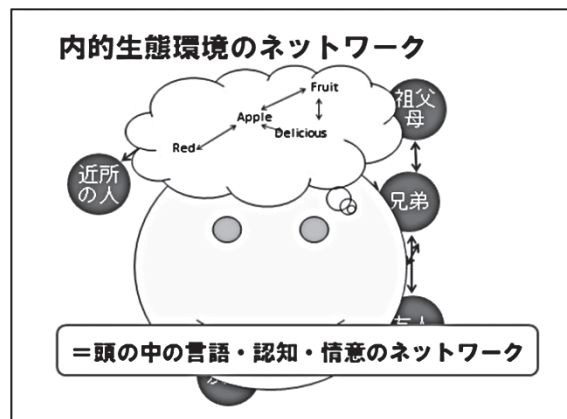 内的生態環境のネットワーク
Fruit
祖父
母
Apple
Delicious
Red
近所
の人
兄弟
友人
＝頭の中の言語・認知・情意のネットワーク